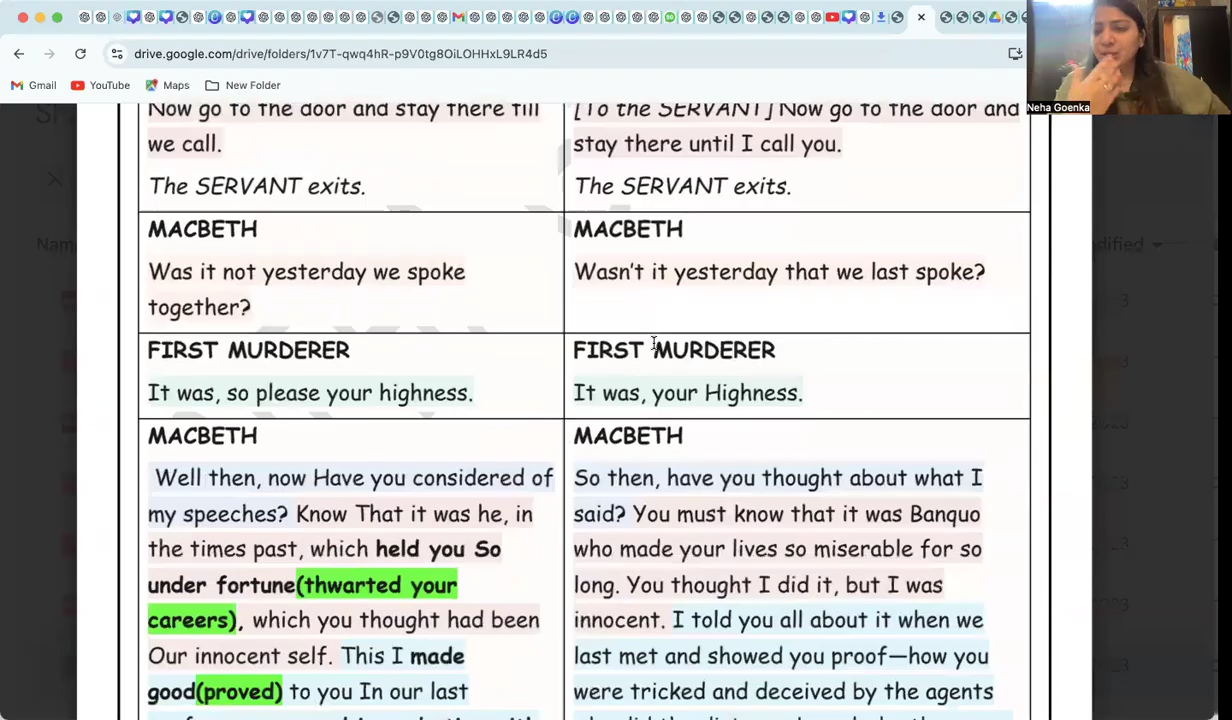 drive.google.com/drive/folders/1v7T-qwq4hR-p9V0tg8OiLOHHxL9LR4d5
Gmail
YouTube
Maps
New Folder
Neha Goenka
Now go to the door and stay there till
we call.
The SERVANT exits.
[To the SERVANT] Now go to the door and
stay there until I call you.
The SERVANT exits.
MACBETH
Was it not yesterday we spoke
together?
MACBETH
Wasn't it yesterday that we last spoke?
FIRST MURDERER
It was, so please your highness.
FIRST MURDERER
It was, your Highness.
MACBETH
Well then, now Have you considered of
my speeches? Know That it was he, in
the times past, which held you So
under fortune(thwarted your
careers), which you thought had been
Our innocent self. This I made
good(proved) to you In our last
MACBETH
So then, have you thought about what I
said? You must know that it was Banquo
who made your lives so miserable for so
long. You thought I did it, but I was
innocent. I told you all about it when we
last met and showed you proof—how you
were tricked and deceived by the agents